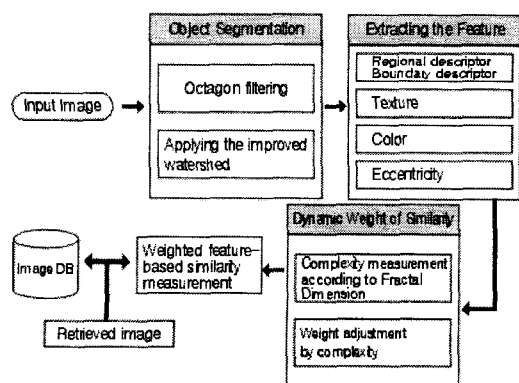 Object Segmentation
Octagon filtering
Applying the improved
watershed
Input Image
Extracting the Feature
Regional descriptor
Boundary descriptor
Texture
Color
Eccentricity
Dynamic Weight of Similarity
Complexity measurement
according to Fractal
Dimension
Weight adjustment
by complexity
Weighted feature-
based similarity
measurement
Image DB
Retrieved image